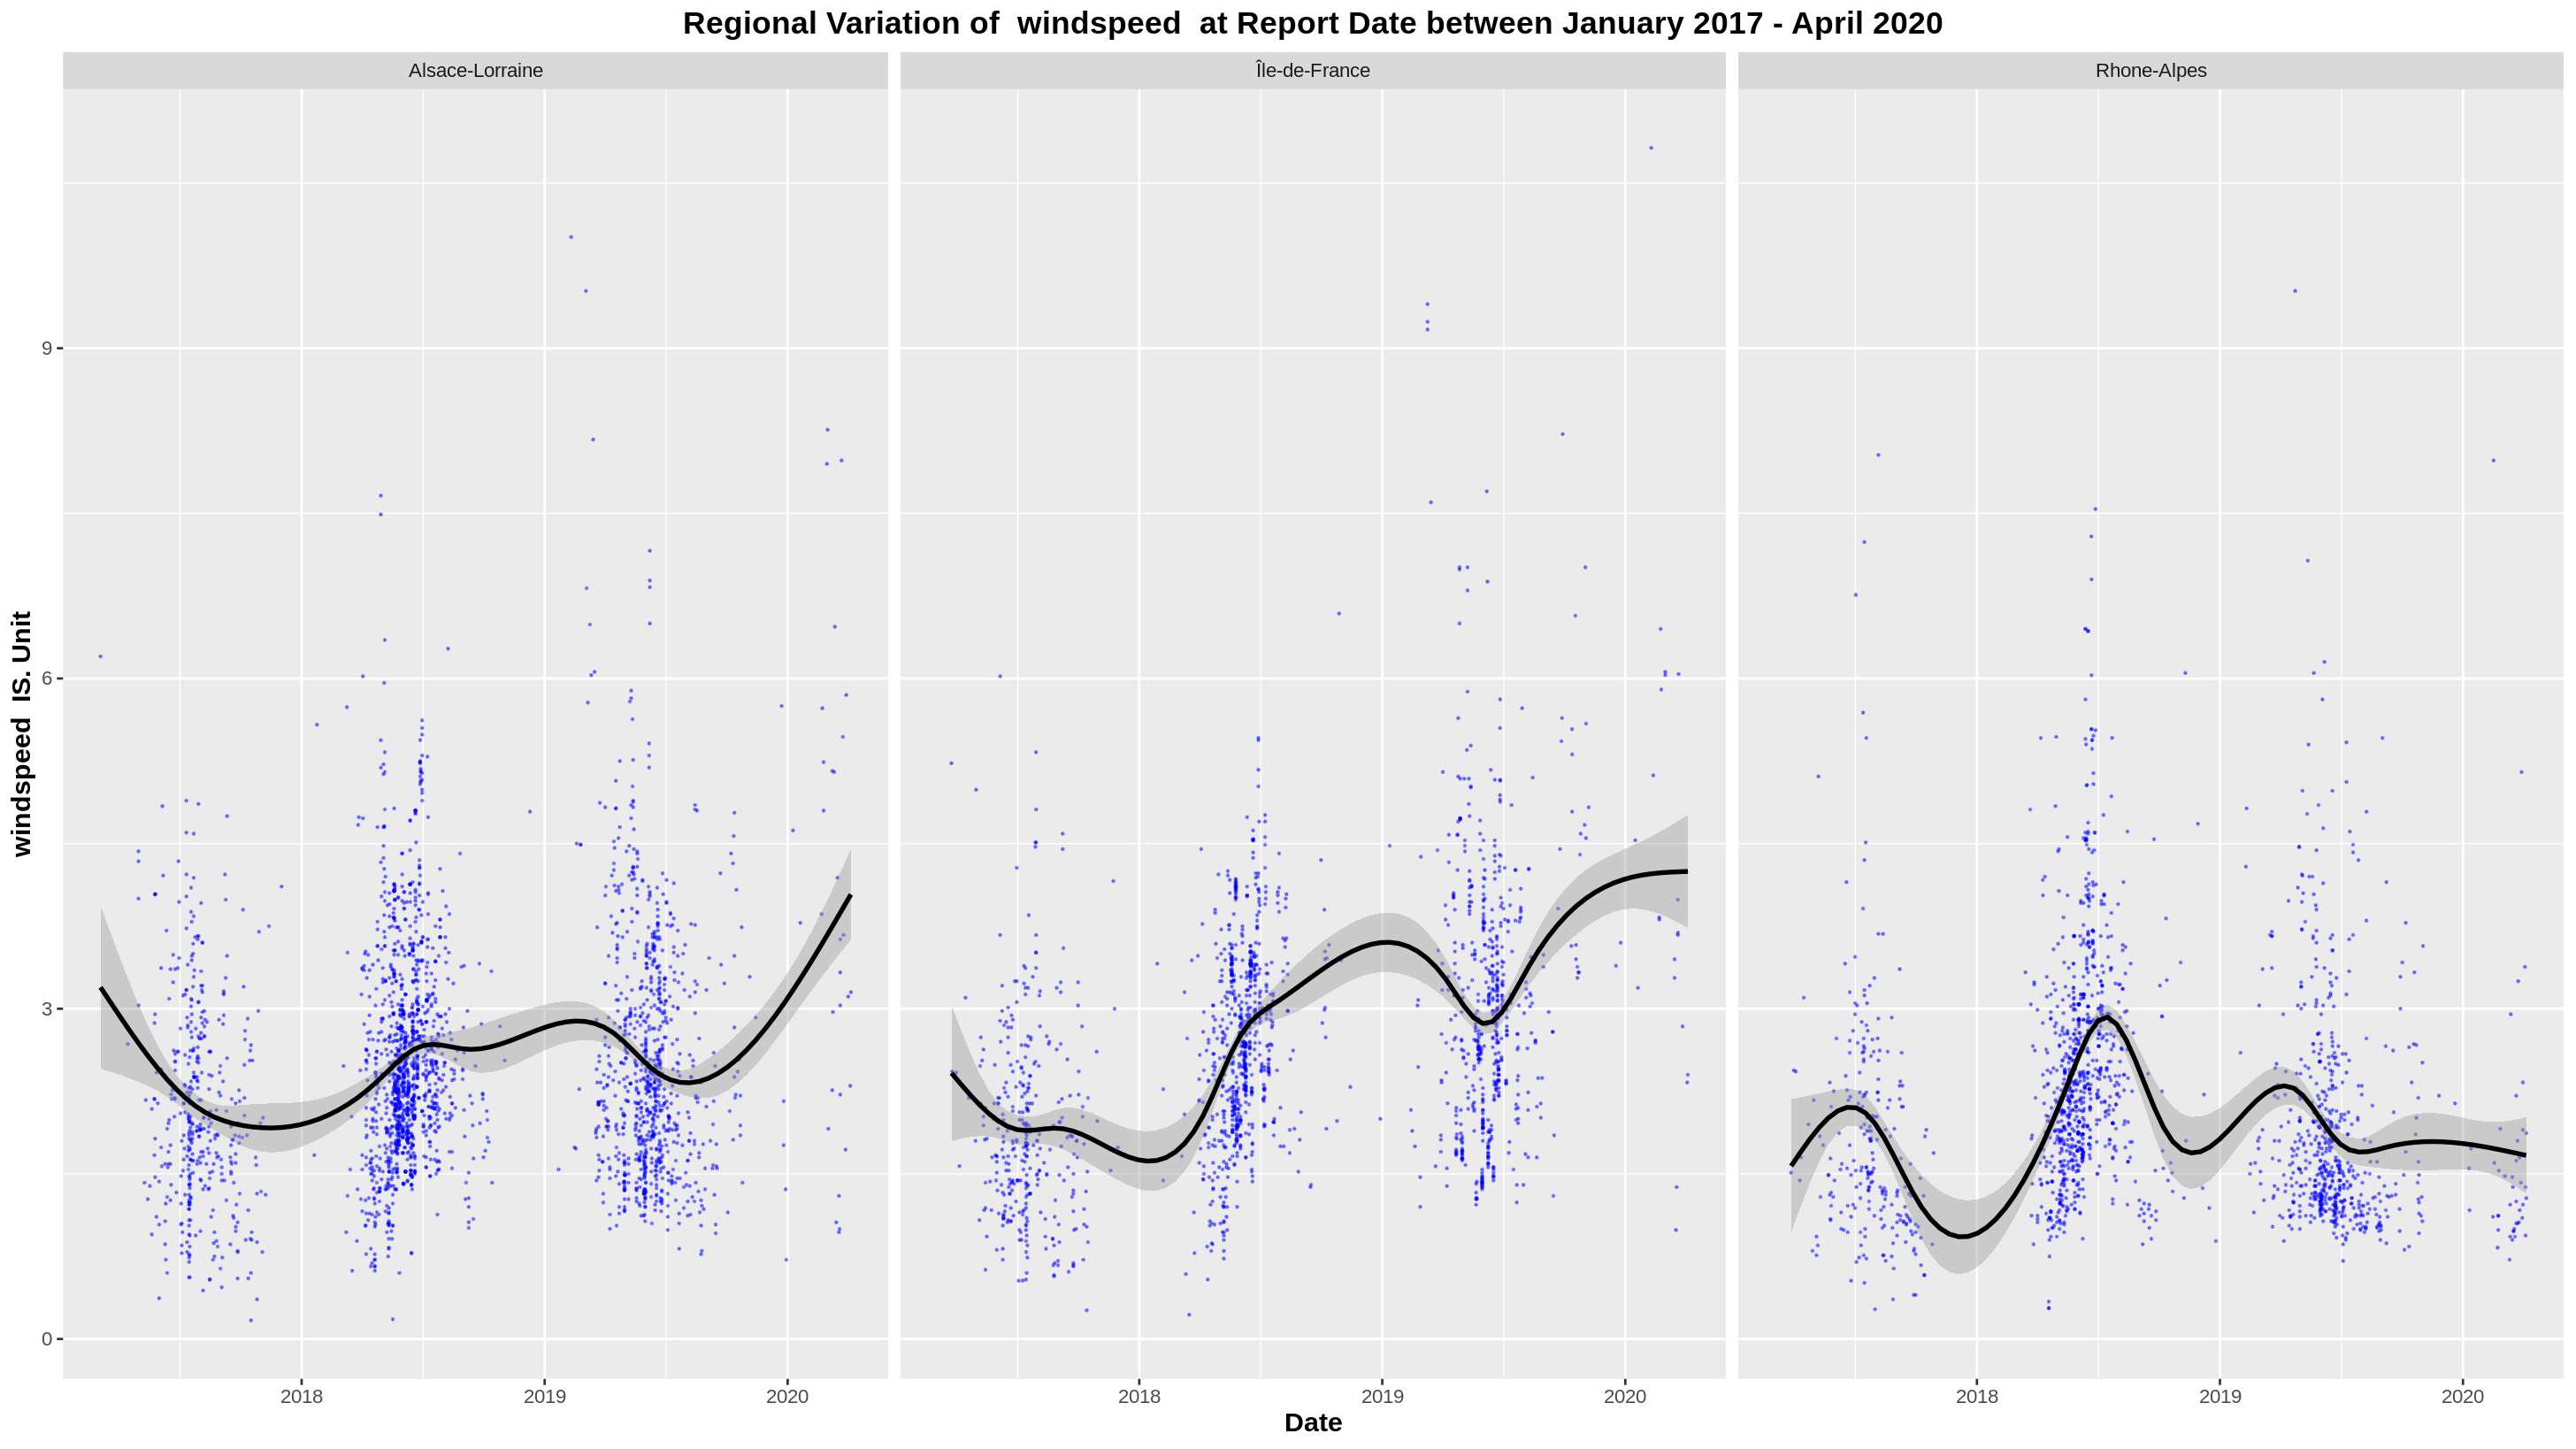 Regional Variation of  windspeed  at Report Date between January 2017 - April 2020
Alsace-Lorraine
Île-de-France
Rhone-Alpes
windspeed  IS. Unit
9
6
3
0
2018
2019
2020
2018
2019
2020
2018
2019
2020
Date